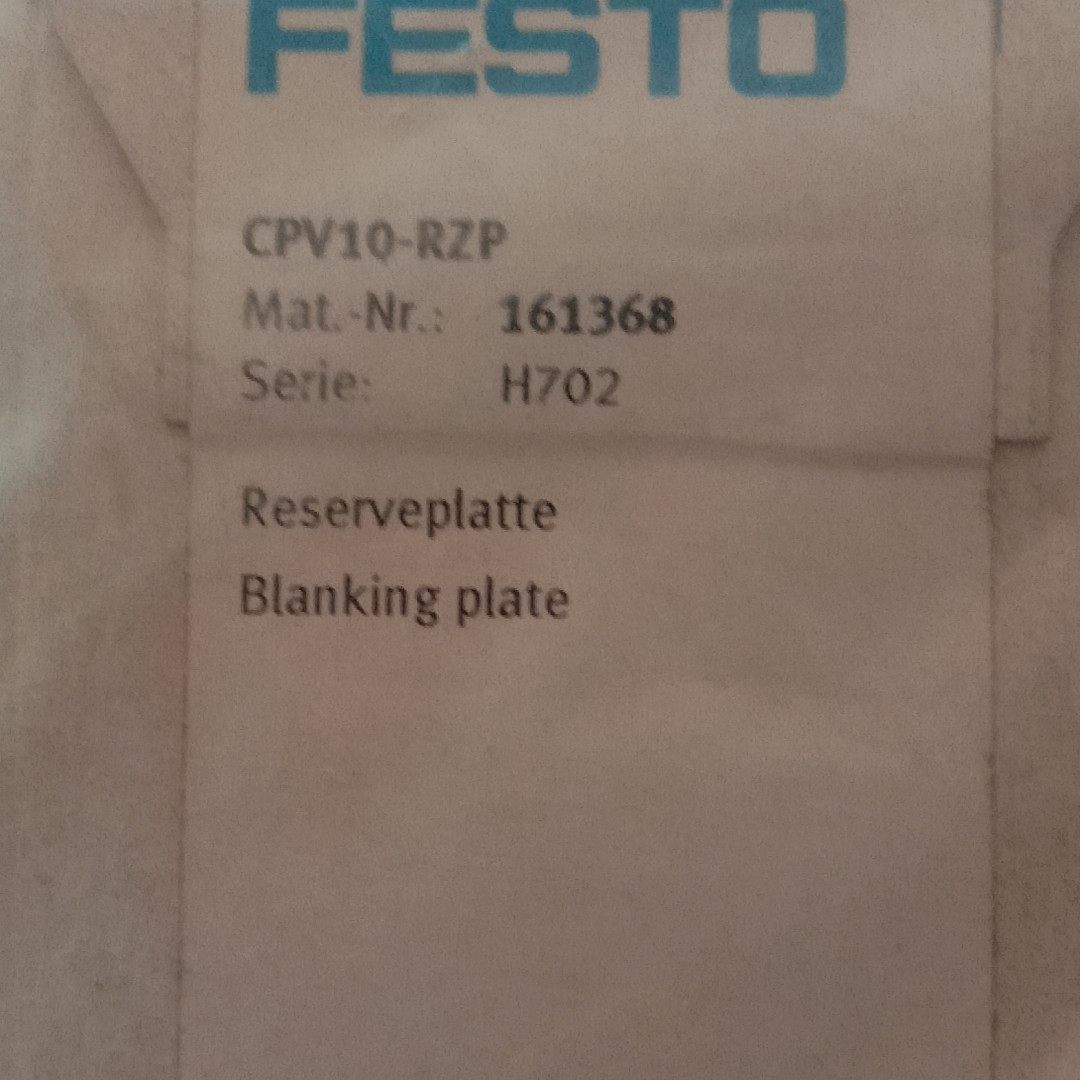 FESTO
CPV10-RZP
Mat.-Nr.: 161368
Serie: H702
Reserveplatte
Blanking plate